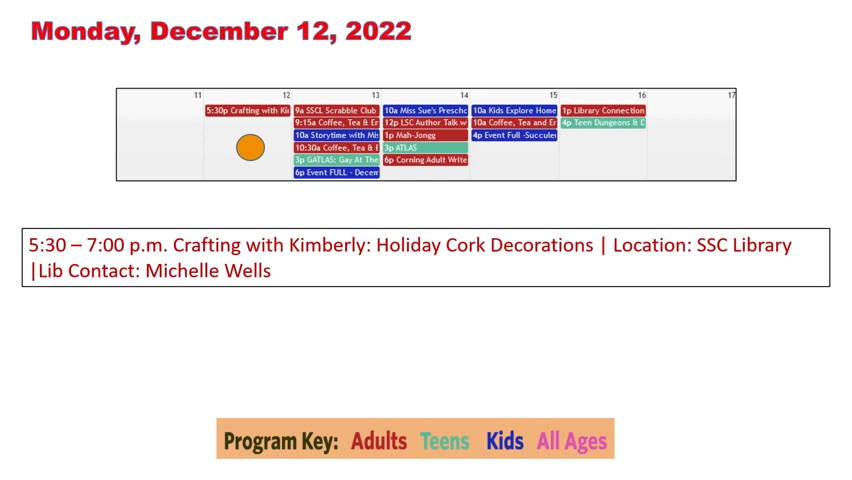 Monday, December 12, 2022
11 12 13 14 15 16 17
5:30p Crafting with Ki 9a SSCL Scrabble Club 10a Miss Sue's Prescho 10a Kids Explore Home 1p Library Connection
9:15a Coffee, Tea & En 12p LSC Author Talk w 10a Coffee, Tea and En 4p Teen Dungeons & D
10a Storytime with Mis 1p Mah-Jongg 4p Event Full -Succulen
10:30a Coffee, Tea & E 3p ATLAS
3p GATLAS: Gay At The 6p Corning Adult Write
6p Event FULL - Decem
5:30 – 7:00 p.m. Crafting with Kimberly: Holiday Cork Decorations | Location: SSC Library
|Lib Contact: Michelle Wells
Program Key: Adults Teens Kids All Ages